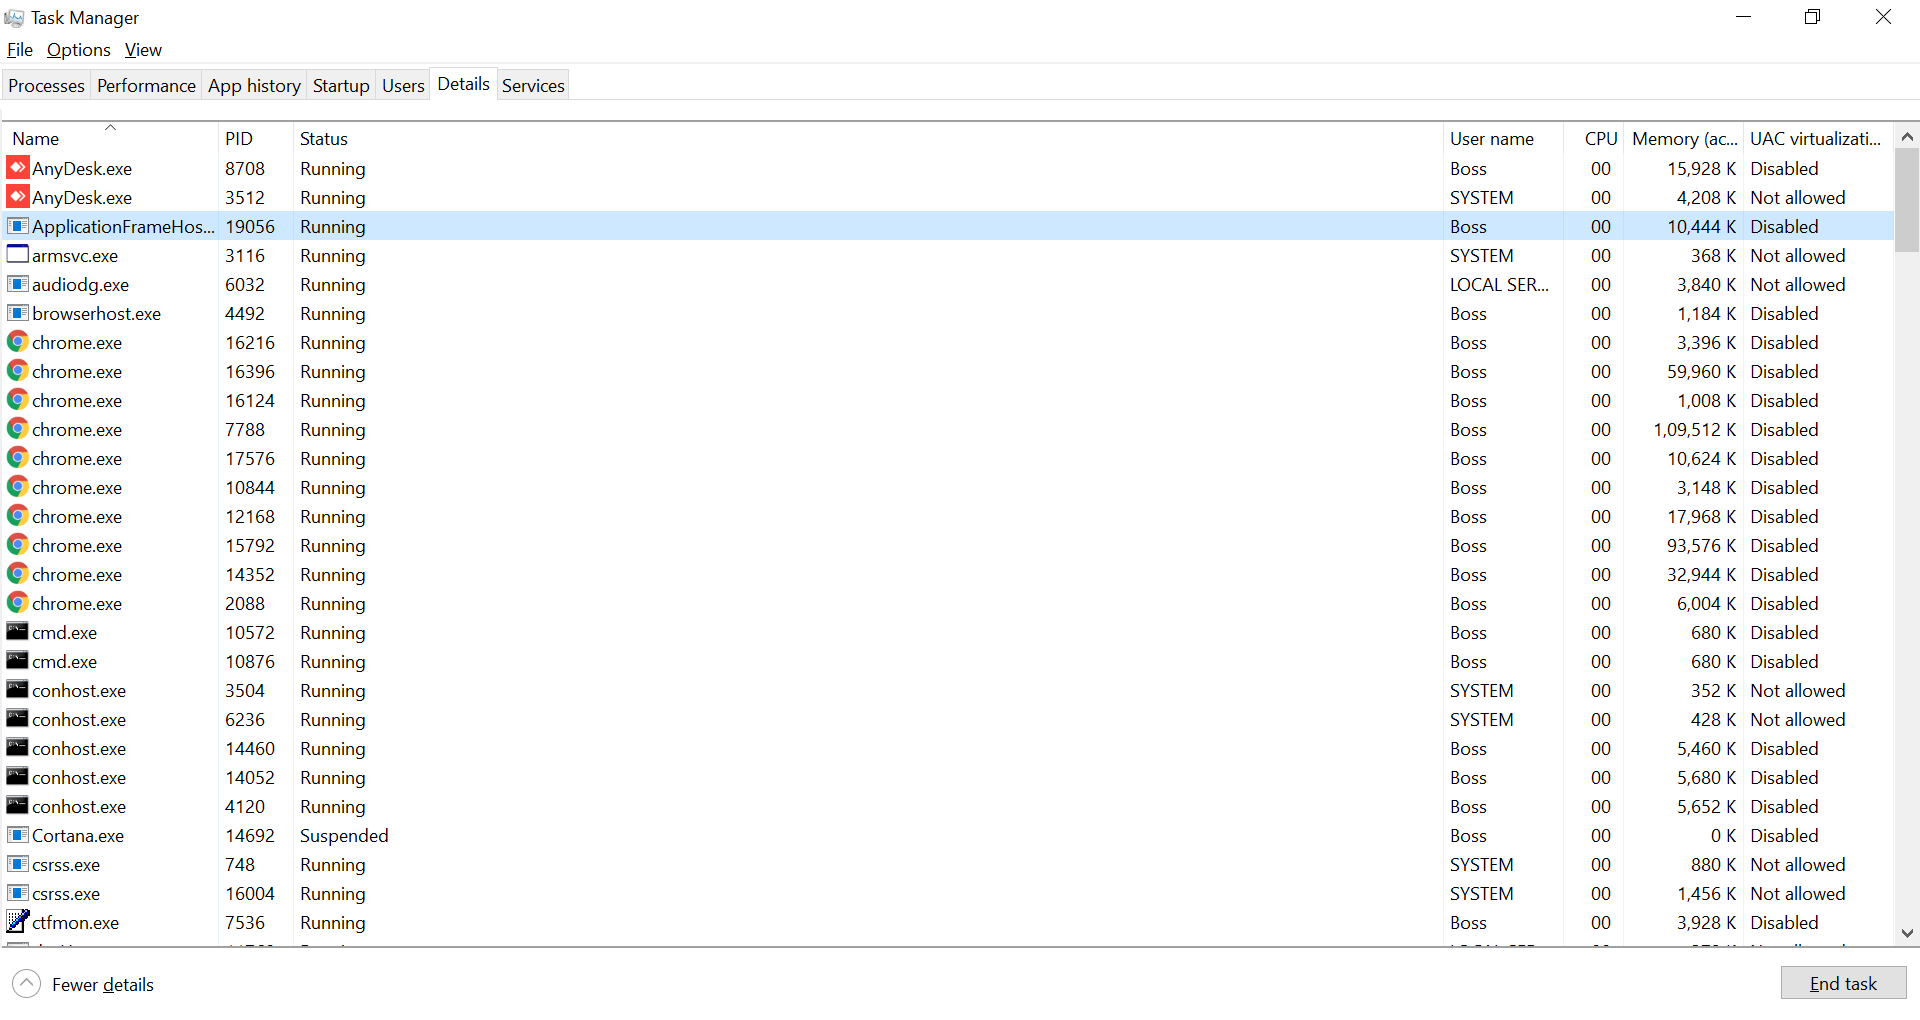 Task Manager
File Options View
Processes Performance App history Startup Users Details Services
Name PID Status User name CPU Memory (ac... UAC virtualizati...
AnyDesk.exe 8708 Running Boss 00 15,928 K Disabled
AnyDesk.exe 3512 Running SYSTEM 00 4,208 K Not allowed
ApplicationFrameHos... 19056 Running Boss 00 10,444 K Disabled
armsvc.exe 3116 Running SYSTEM 00 368 K Not allowed
audiodg.exe 6032 Running LOCAL SER... 00 3,840 K Not allowed
browserhost.exe 4492 Running Boss 00 1,184 K Disabled
chrome.exe 16216 Running Boss 00 3,396 K Disabled
chrome.exe 16396 Running Boss 00 59,960 K Disabled
chrome.exe 16124 Running Boss 00 1,008 K Disabled
chrome.exe 7788 Running Boss 00 1,09,512 K Disabled
chrome.exe 17576 Running Boss 00 10,624 K Disabled
chrome.exe 10844 Running Boss 00 3,148 K Disabled
chrome.exe 12168 Running Boss 00 17,968 K Disabled
chrome.exe 15792 Running Boss 00 93,576 K Disabled
chrome.exe 14352 Running Boss 00 32,944 K Disabled
chrome.exe 2088 Running Boss 00 6,004 K Disabled
cmd.exe 10572 Running Boss 00 680 K Disabled
cmd.exe 10876 Running Boss 00 680 K Disabled
conhost.exe 3504 Running SYSTEM 00 352 K Not allowed
conhost.exe 6236 Running SYSTEM 00 428 K Not allowed
conhost.exe 14460 Running Boss 00 5,460 K Disabled
conhost.exe 14052 Running Boss 00 5,680 K Disabled
conhost.exe 4120 Running Boss 00 5,652 K Disabled
Cortana.exe 14692 Suspended Boss 00 0 K Disabled
csrss.exe 748 Running SYSTEM 00 880 K Not allowed
csrss.exe 16004 Running SYSTEM 00 1,456 K Not allowed
ctfmon.exe 7536 Running Boss 00 3,928 K Disabled
Fewer details End task